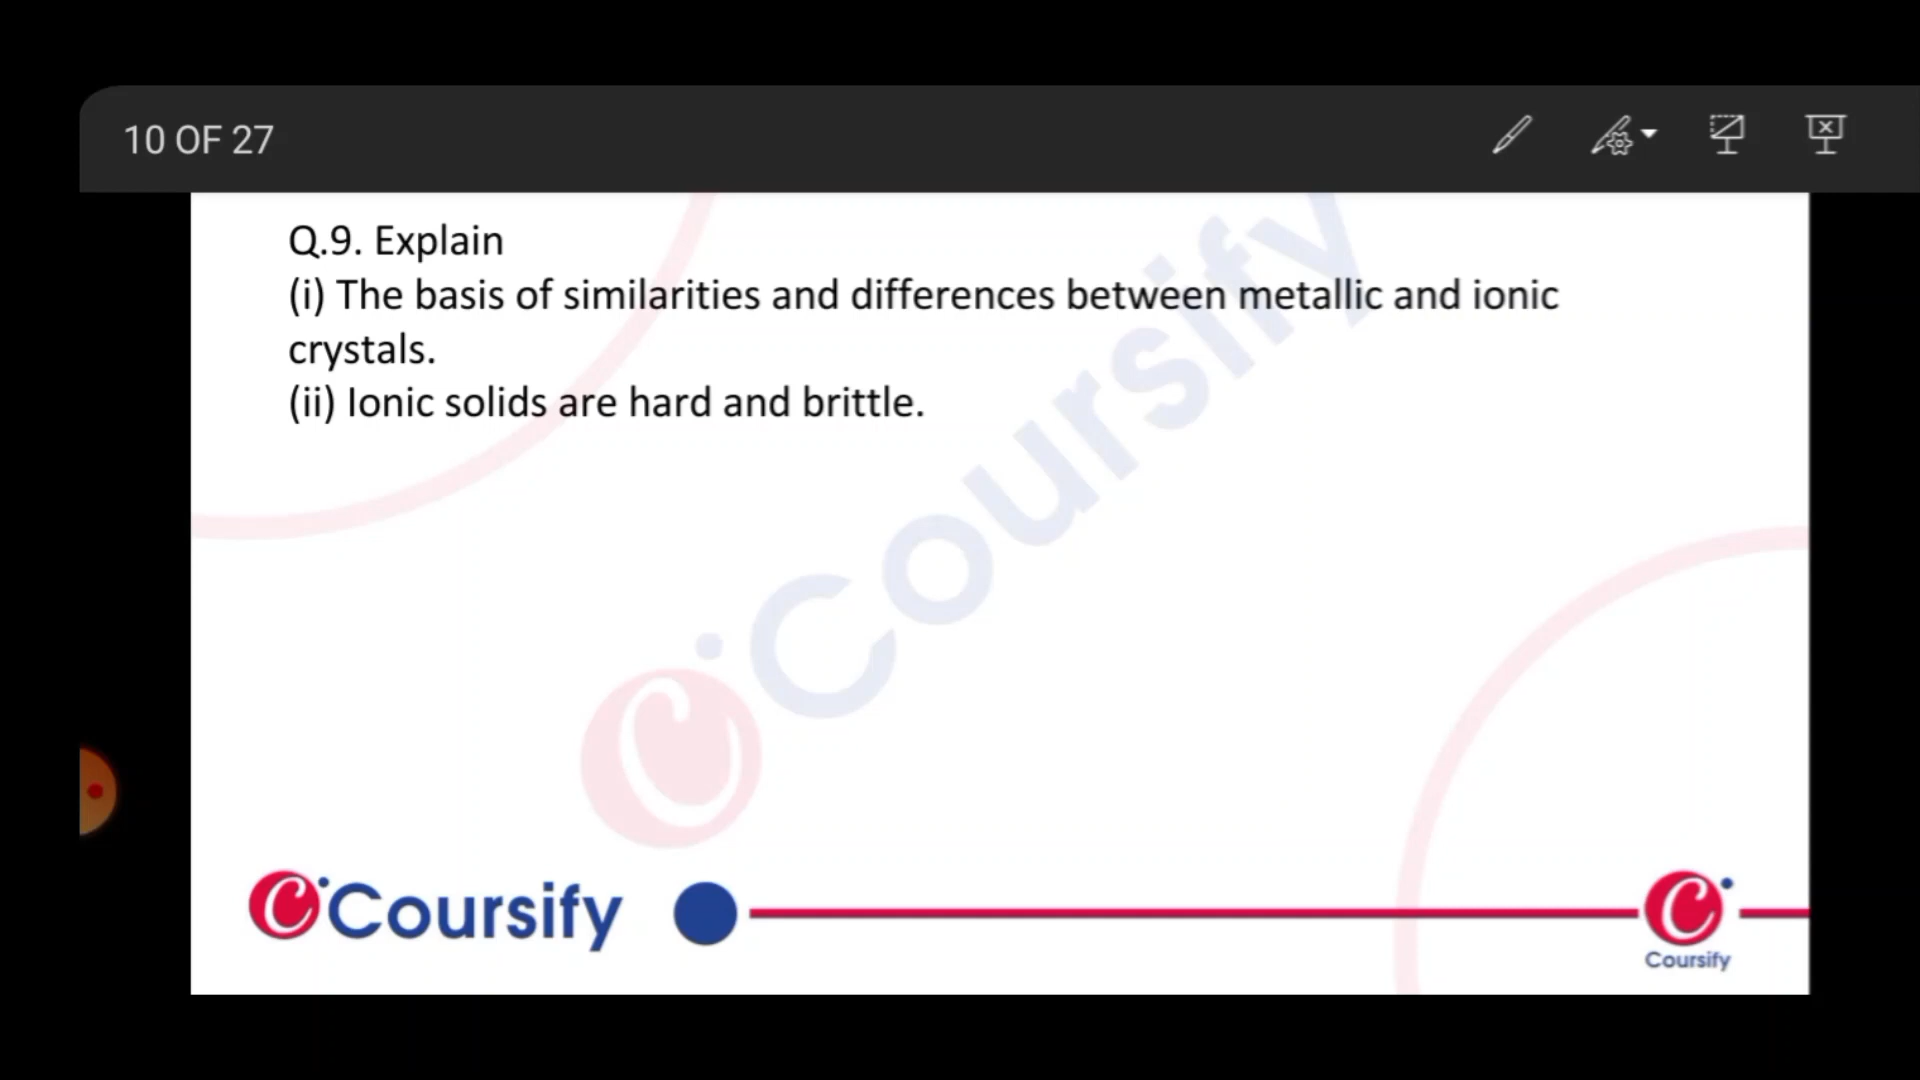 10 OF 27
Q.9. Explain
(i) The basis of similarities and differences between metallic and ionic
crystals.
(ii) Ionic solids are hard and brittle.
Coursify
Coursify
Coursify